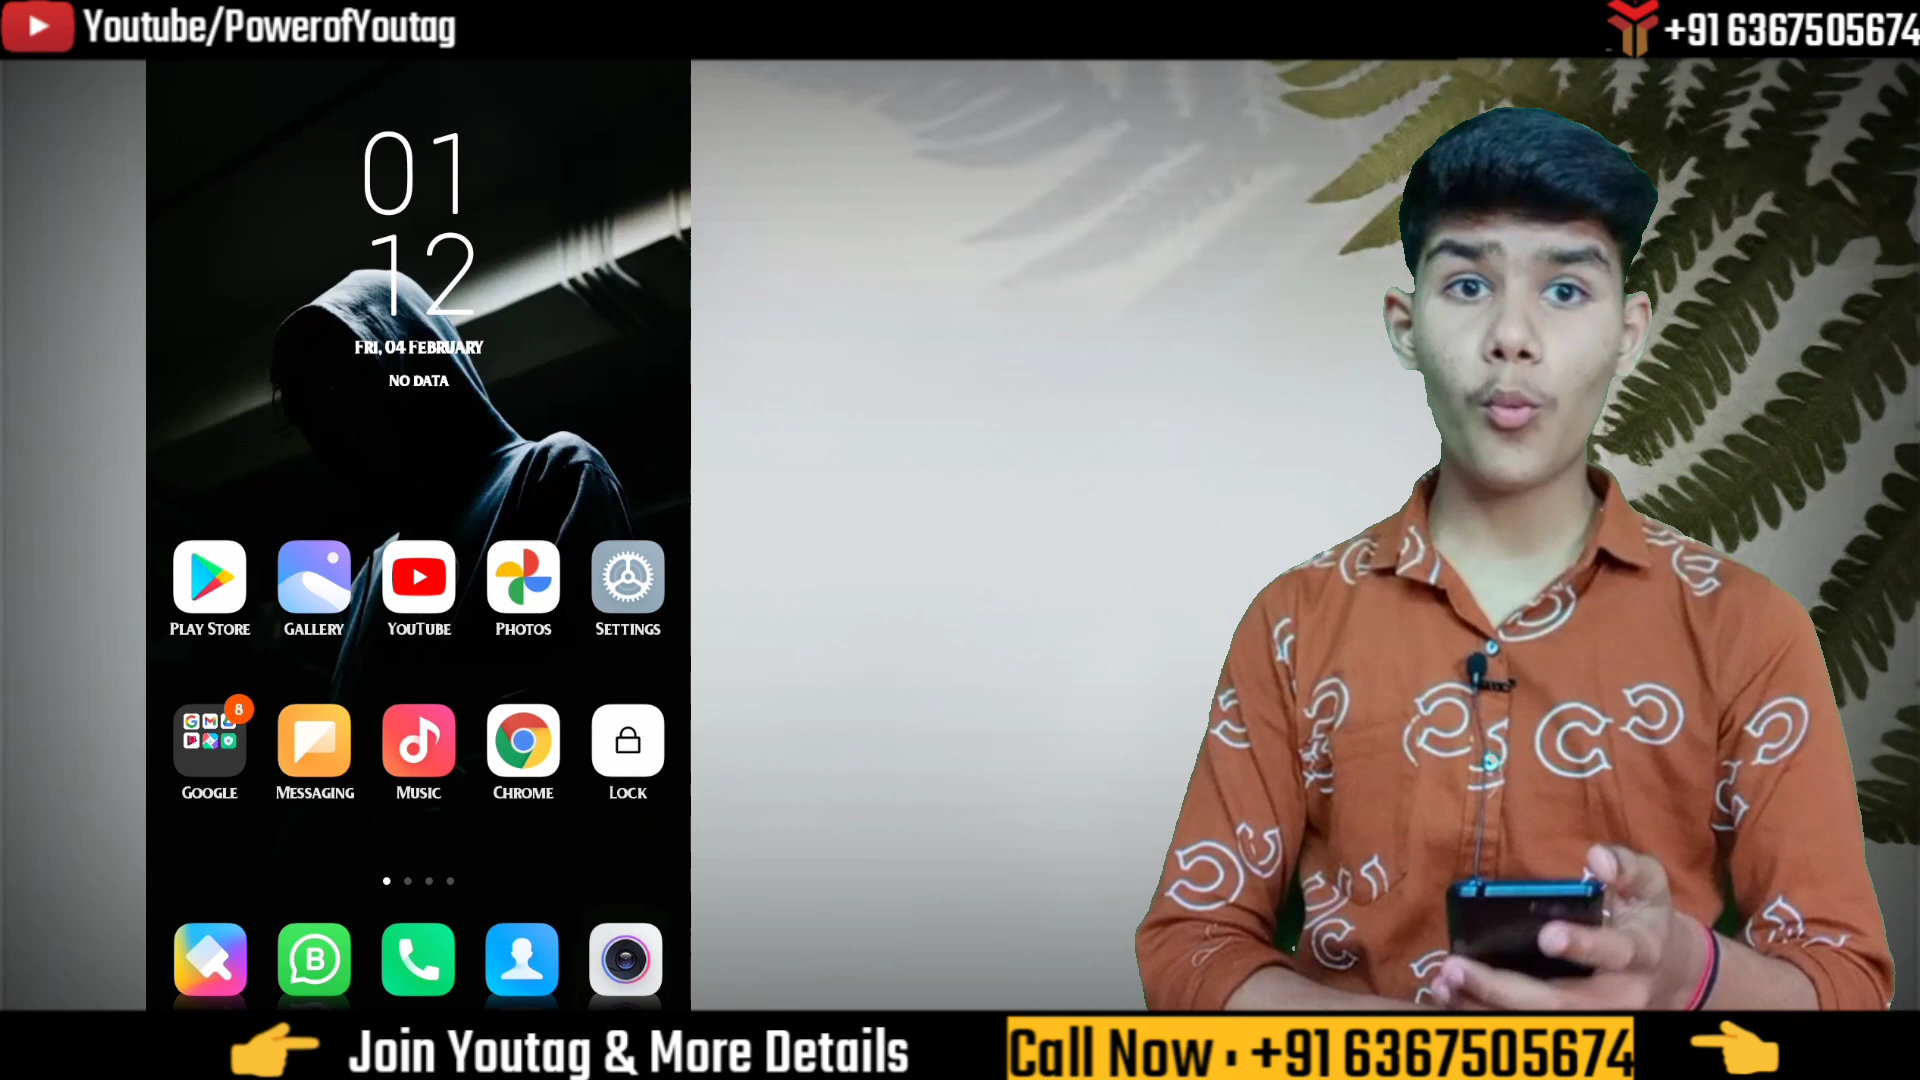 Youtube/PowerofYoutag
+91 6367505674
01
12
FRI, 04 FEBRUARY
NO DATA
PLAY STORE
GALLERY
YOUTUBE
PHOTOS
SETTINGS
8
GOOGLE
MESSAGING
MUSIC
CHROME
LOCK
B
Join Youtag & More Details
Call Now : +91 6367505674